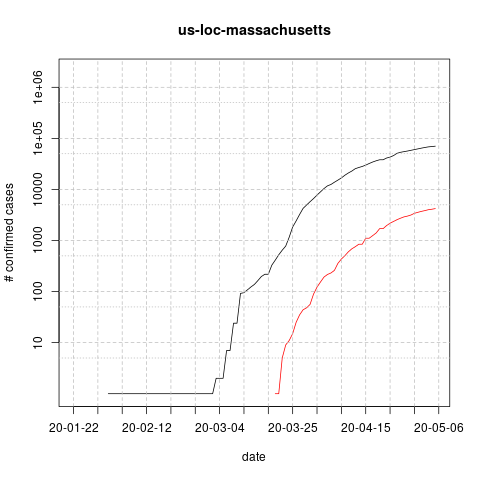 us-loc-massachusetts
# confirmed cases
1e+06
1e+05
10000
1000
100
10
20-01-22 20-02-12 20-03-04 20-03-25 20-04-15 20-05-06
date